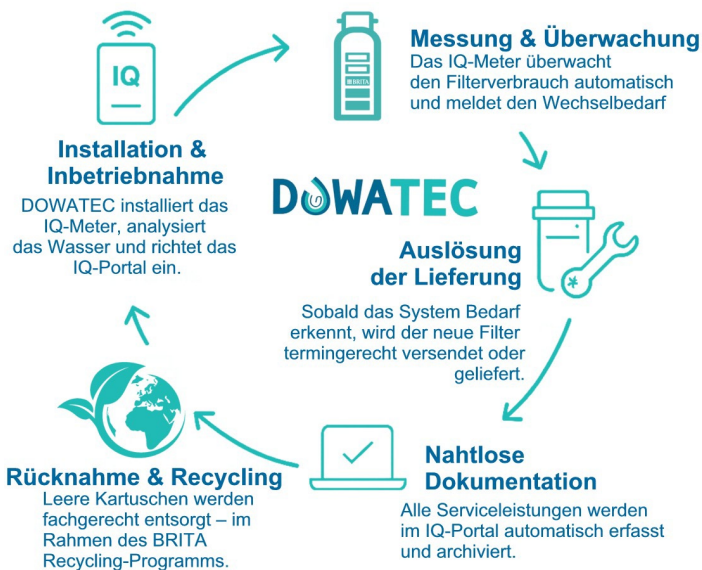 IQ
Installation &
Inbetriebnahme
DOWATEC installiert das
IQ-Meter, analysiert
das Wasser und richtet das
IQ-Portal ein.
BRITA
Messung & Überwachung
Das IQ-Meter überwacht
den Filterverbrauch automatisch
und meldet den Wechselbedarf
DOWATEC
Auslösung
der Lieferung
Sobald das System Bedarf
erkennt, wird der neue Filter
termingerecht versendet oder
geliefert.
Nahtlose
Dokumentation
Alle Serviceleistungen werden
im IQ-Portal automatisch erfasst
und archiviert.
Rücknahme & Recycling
Leere Kartuschen werden
fachgerecht entsorgt – im
Rahmen des BRITA
Recycling-Programms.